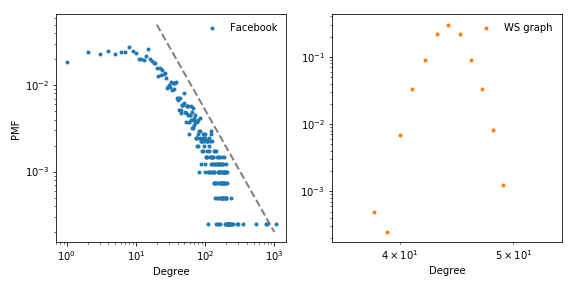 Facebook
PMF
10⁻²
10⁻³
10⁰
10¹
10²
10³
Degree
WS graph
10⁻¹
10⁻²
10⁻³
4 × 10¹
5 × 10¹
Degree